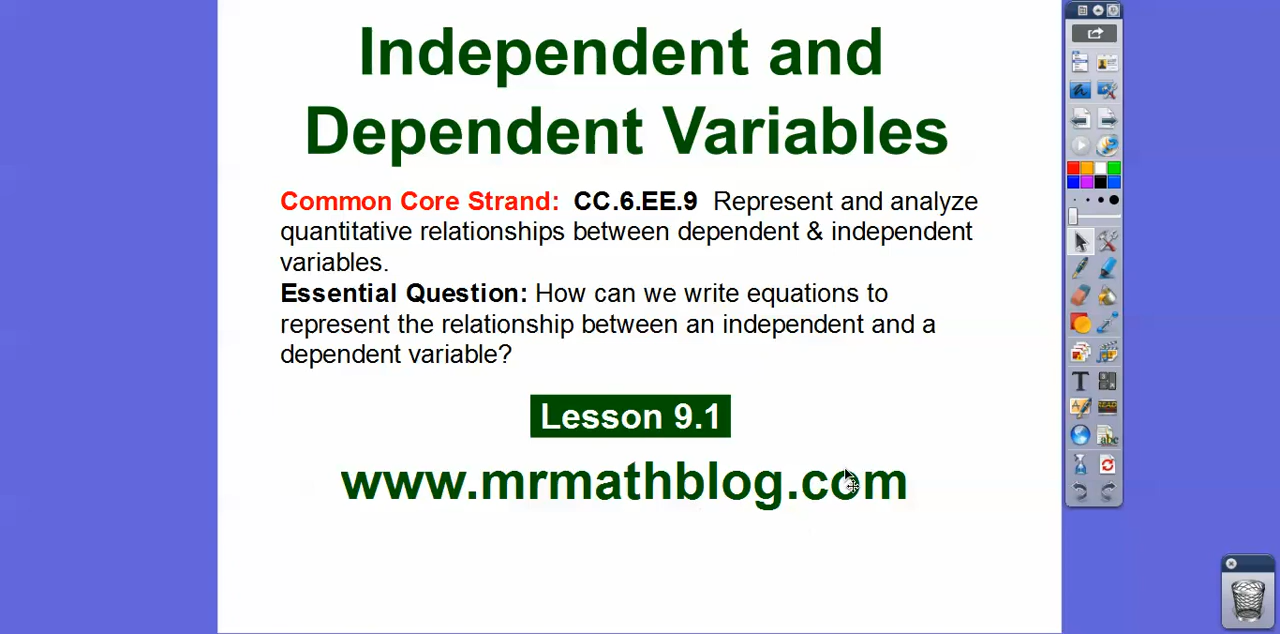 Independent and
Dependent Variables
Common Core Strand: CC.6.EE.9 Represent and analyze
quantitative relationships between dependent & independent
variables.
Essential Question: How can we write equations to
represent the relationship between an independent and a
dependent variable?
Lesson 9.1
www.mrmathblog.com